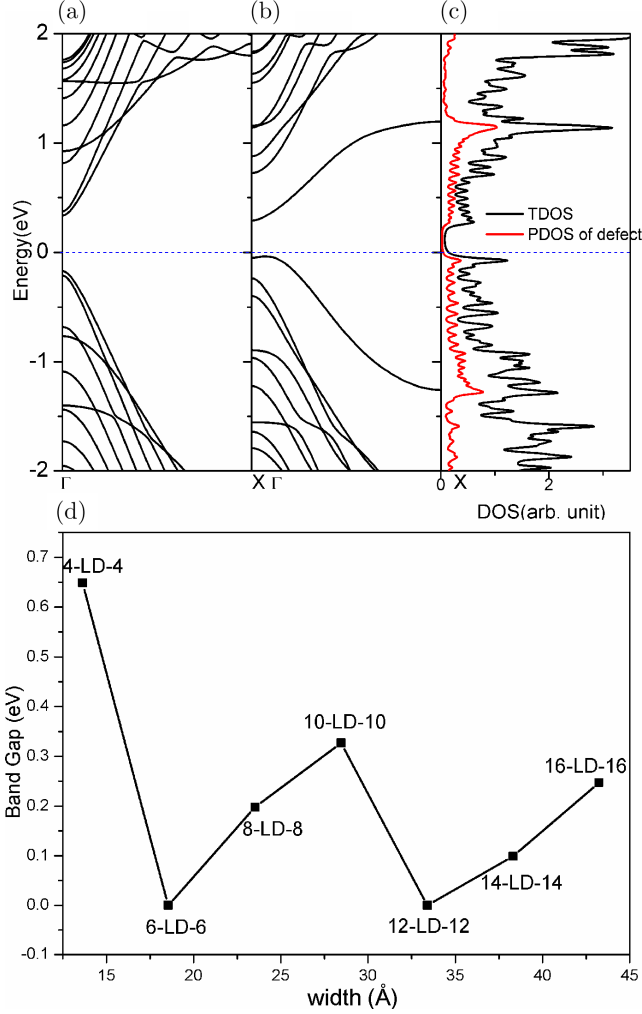 (a) (b) (c)
2
1
0
-1
-2
Energy(eV)
TDOS
PDOS of defect
Γ X Γ 0 X 2
DOS(arb. unit)
(d)
0.7
0.6
0.5
0.4
0.3
0.2
0.1
0.0
-0.1
Band Gap (eV)
4-LD-4
10-LD-10
16-LD-16
8-LD-8
14-LD-14
6-LD-6
12-LD-12
15 20 25 30 35 40 45
width (Å)